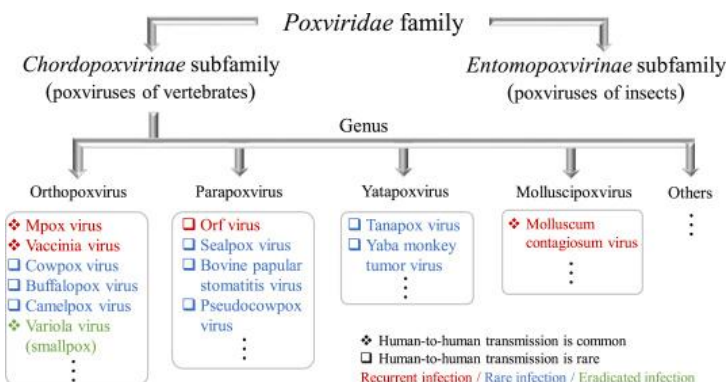 Poxviridae family
Chordopoxvirinae subfamily
(poxviruses of vertebrates)
Entomopoxvirinae subfamily
(poxviruses of insects)
Genus
Orthopoxvirus
❖ Mpox virus
❖ Vaccinia virus
❑ Cowpox virus
❑ Buffalopox virus
❑ Camelpox virus
❖ Variola virus
(smallpox)
Parapoxvirus
❑ Orf virus
❑ Sealpox virus
❑ Bovine papular
stomatitis virus
❑ Pseudocowpox
virus
Yatapoxvirus
❑ Tanapox virus
❑ Yaba monkey
tumor virus
Molluscipoxvirus
❖ Molluscum
contagiosum virus
Others
❖ Human-to-human transmission is common
❑ Human-to-human transmission is rare
Recurrent infection / Rare infection / Eradicated infection